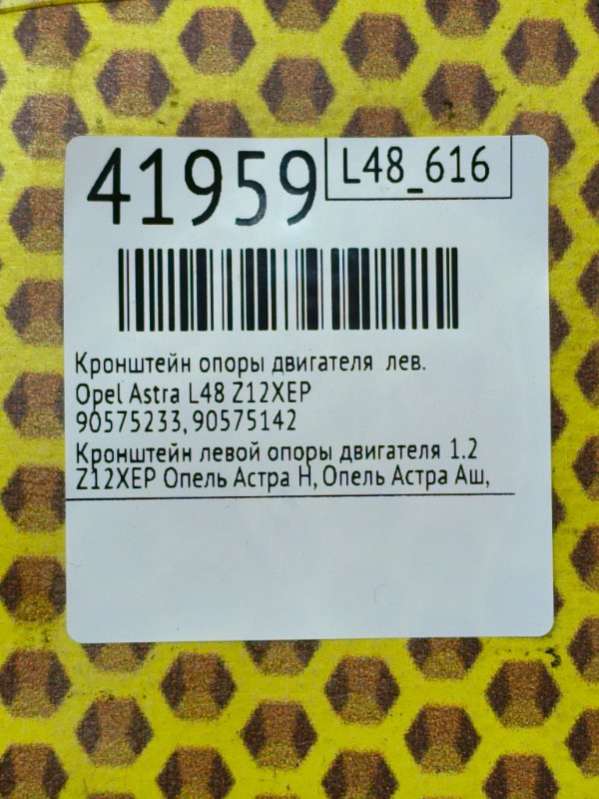 41959
L48_616
Кронштейн опоры двигателя лев.
Opel Astra L48 Z12XEP
90575233, 90575142
Кронштейн левой опоры двигателя 1.2
Z12XEP Опель Астра Н, Опель Астра Аш,